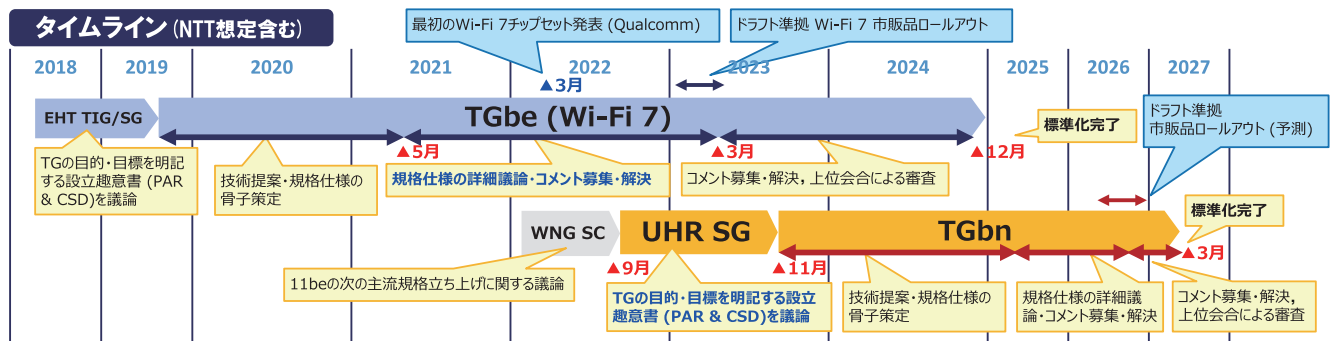 タイムライン (NTT想定含む)
最初のWi-Fi 7チップセット発表 (Qualcomm)
ドラフト準拠 Wi-Fi 7 市販品ロールアウト
2018
2019
2020
2021
2022
2023
2024
2025
2026
2027
▲3月
EHT TIG/SG
TGbe (Wi-Fi 7)
標準化完了
ドラフト準拠
市販品ロールアウト (予測)
▲5月
▲3月
▲12月
TGの目的・目標を明記
する設立趣意書 (PAR
& CSD)を議論
技術提案・規格仕様の
骨子策定
規格仕様の詳細議論・コメント募集・解決
コメント募集・解決，上位会合による審査
WNG SC
UHR SG
TGbn
標準化完了
▲9月
▲11月
▲3月
11beの次の主流規格立ち上げに関する議論
TGの目的・目標を明記する設立
趣意書 (PAR & CSD)を議論
技術提案・規格仕様の
骨子策定
規格仕様の詳細議
論・コメント募集・解決
コメント募集・解決，
上位会合による審査